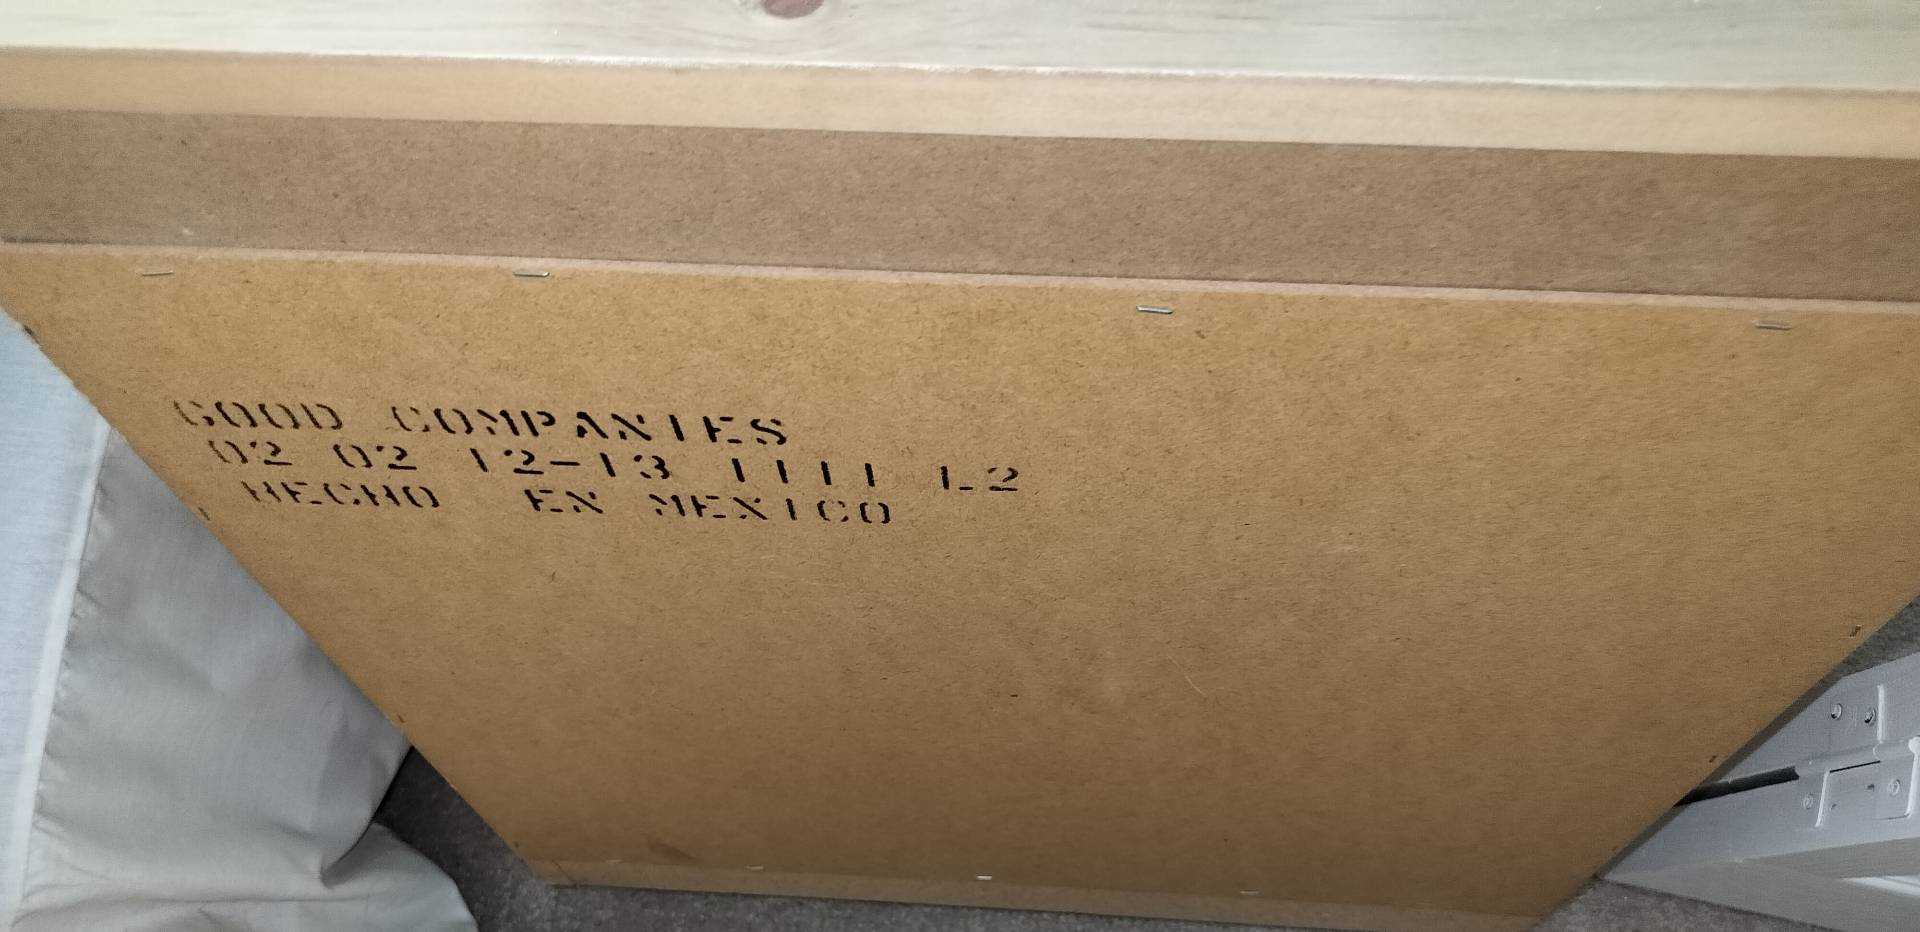 GOOD COMPANIES
02 02 12-13 1111 L2
HECHO EN MEXICO